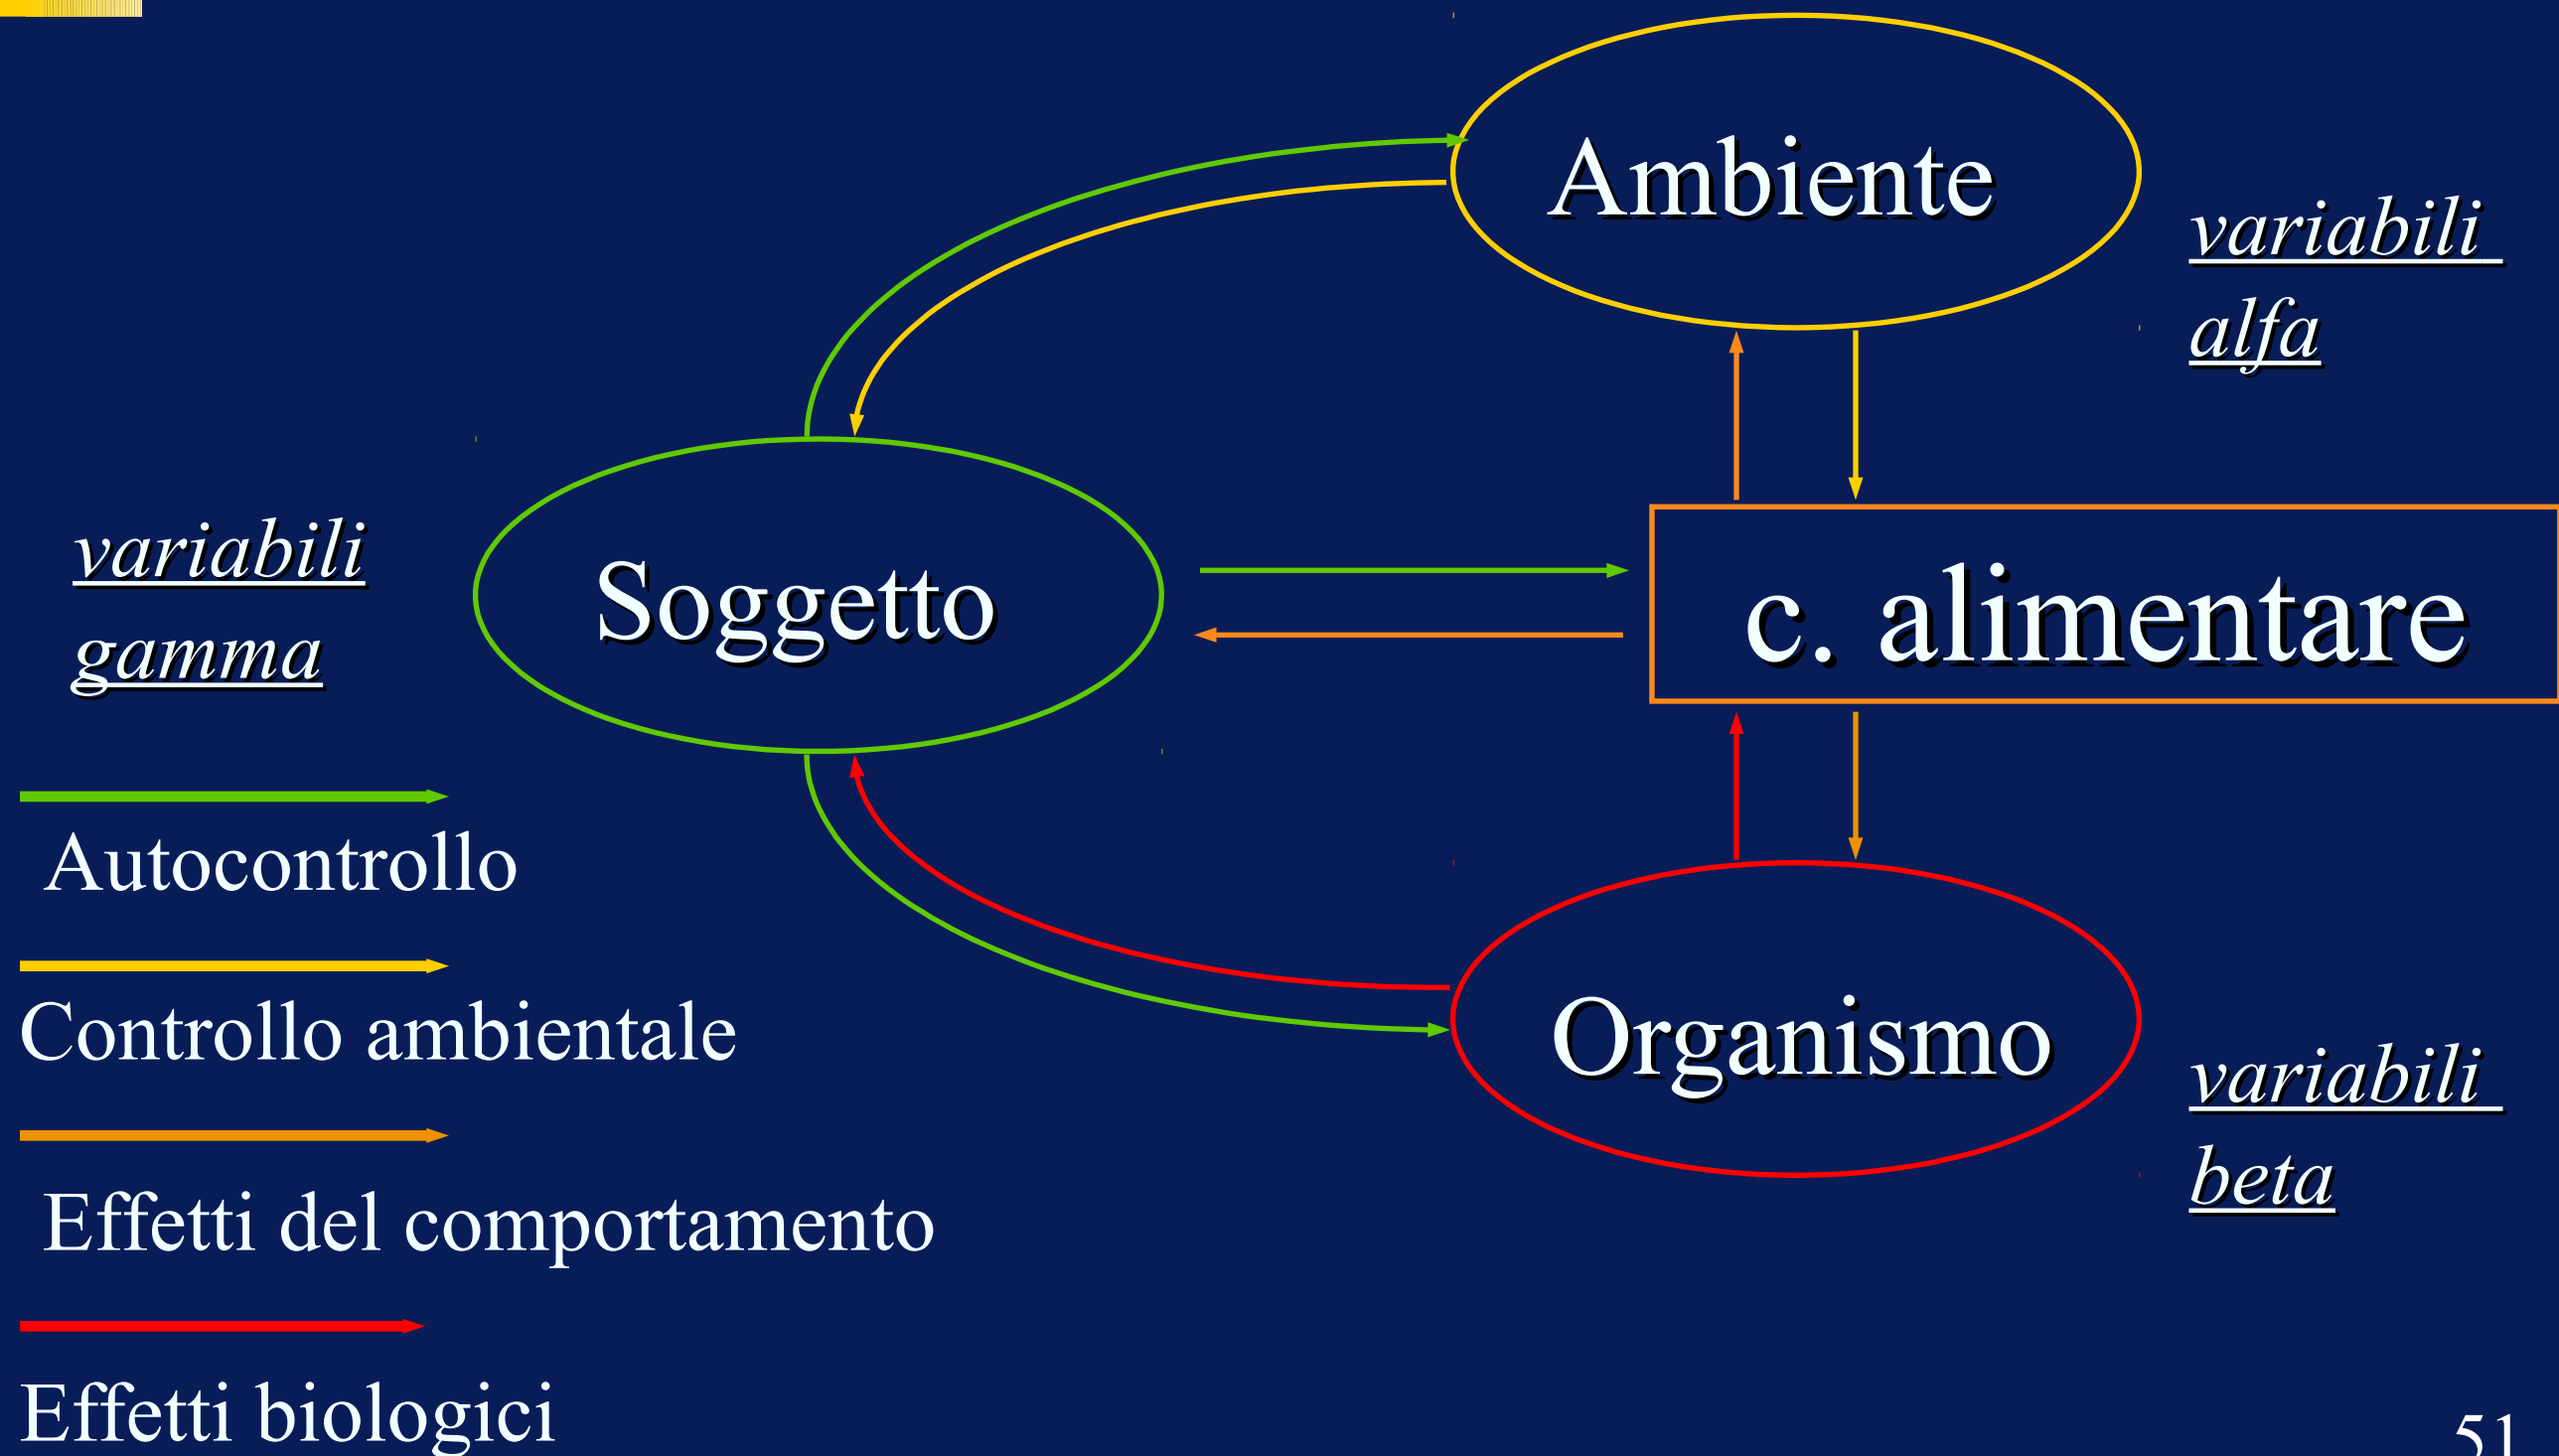 Ambiente
variabili
alfa
variabili
gamma
Soggetto
c. alimentare
Autocontrollo
Controllo ambientale
Organismo
variabili
beta
Effetti del comportamento
Effetti biologici
51